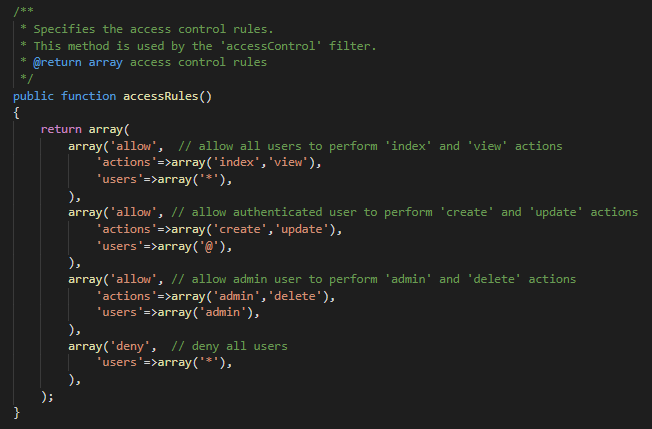 /**
 * Specifies the access control rules.
 * This method is used by the 'accessControl' filter.
 * @return array access control rules
 */
public function accessRules()
{
    return array(
        array('allow',  // allow all users to perform 'index' and 'view' actions
            'actions'=>array('index','view'),
            'users'=>array('*'),
        ),
        array('allow', // allow authenticated user to perform 'create' and 'update' actions
            'actions'=>array('create','update'),
            'users'=>array('@'),
        ),
        array('allow', // allow admin user to perform 'admin' and 'delete' actions
            'actions'=>array('admin','delete'),
            'users'=>array('admin'),
        ),
        array('deny',  // deny all users
            'users'=>array('*'),
        ),
    );
}